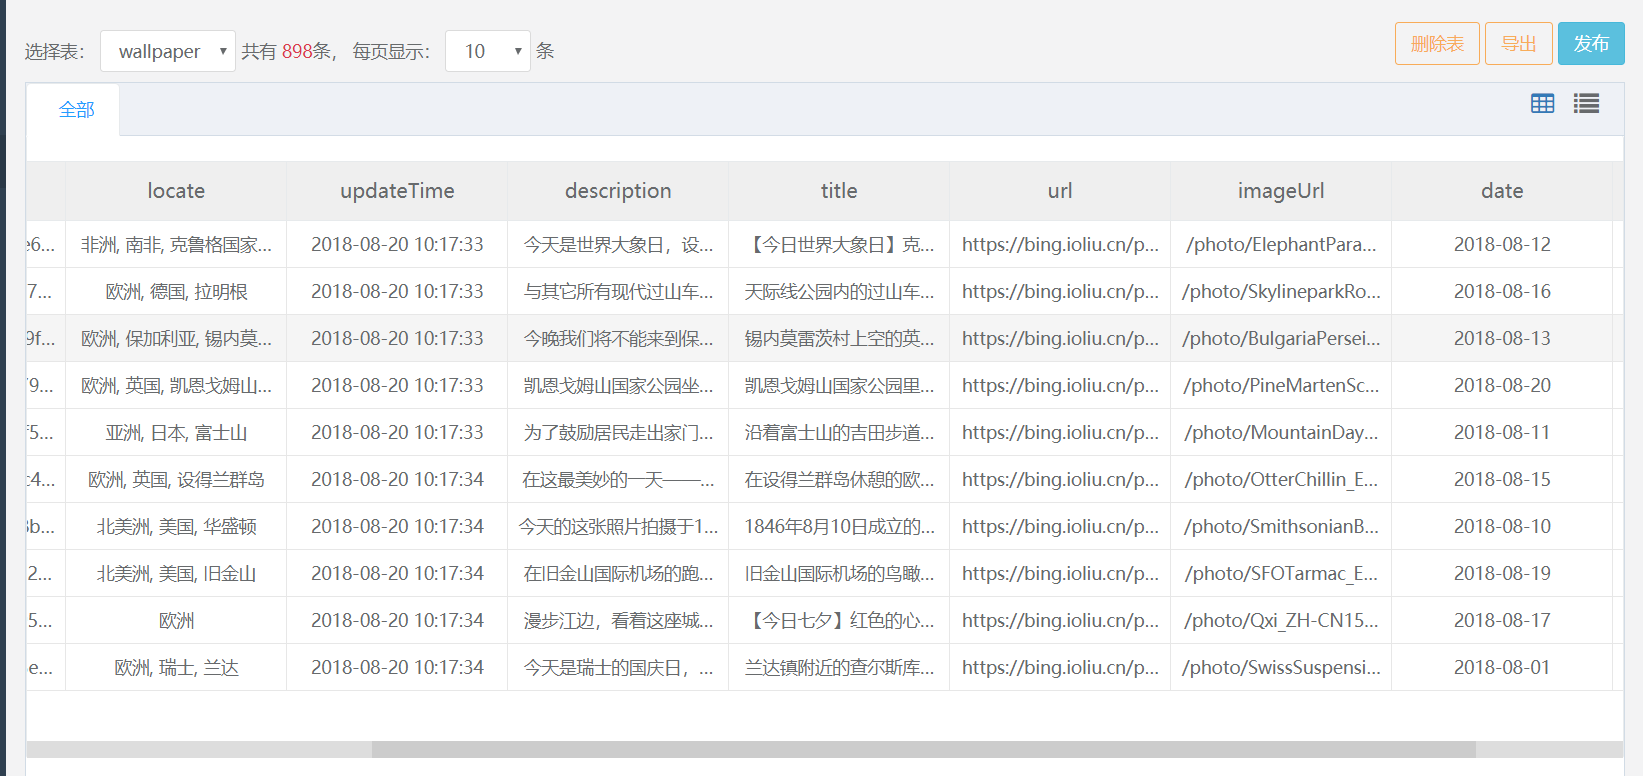 选择表: wallpaper 共有 898条, 每页显示: 10 条 删除表 导出 发布
全部
locate updateTime description title url imageUrl date
e6... 非洲, 南非, 克鲁格国家... 2018-08-20 10:17:33 今天是世界大象日，设... 【今日世界大象日】克... https://bing.ioliu.cn/p... /photo/ElephantPara... 2018-08-12
7... 欧洲, 德国, 拉明根 2018-08-20 10:17:33 与其它所有现代过山车... 天际线公园内的过山车... https://bing.ioliu.cn/p... /photo/SkylineparkRo... 2018-08-16
9f... 欧洲, 保加利亚, 锡内莫... 2018-08-20 10:17:33 今晚我们将不能来到保... 锡内莫雷茨村上空的英... https://bing.ioliu.cn/p... /photo/BulgariaPersei... 2018-08-13
79... 欧洲, 英国, 凯恩戈姆山... 2018-08-20 10:17:33 凯恩戈姆山国家公园坐... 凯恩戈姆山国家公园里... https://bing.ioliu.cn/p... /photo/PineMartenSc... 2018-08-20
f5... 亚洲, 日本, 富士山 2018-08-20 10:17:33 为了鼓励居民走出家门... 沿着富士山的吉田步道... https://bing.ioliu.cn/p... /photo/MountainDay... 2018-08-11
c4... 欧洲, 英国, 设得兰群岛 2018-08-20 10:17:33 在这最美妙的一天——... 在设得兰群岛休憩的欧... https://bing.ioliu.cn/p... /photo/OtterChillin_E... 2018-08-15
8b... 北美洲, 美国, 华盛顿 2018-08-20 10:17:34 今天的这张照片拍摄于1... 1846年8月10日成立的... https://bing.ioliu.cn/p... /photo/SmithsonianB... 2018-08-10
2... 北美洲, 美国, 旧金山 2018-08-20 10:17:34 在旧金山国际机场的跑... 旧金山国际机场的鸟瞰... https://bing.ioliu.cn/p... /photo/SFOTarmac_E... 2018-08-19
5... 欧洲 2018-08-20 10:17:34 漫步江边，看着这座城... 【今日七夕】红色的心... https://bing.ioliu.cn/p... /photo/Qxi_ZH-CN15... 2018-08-17
e... 欧洲, 瑞士, 兰达 2018-08-20 10:17:34 今天是瑞士的国庆日，... 兰达镇附近的查尔斯库... https://bing.ioliu.cn/p... /photo/SwissSuspensi... 2018-08-01